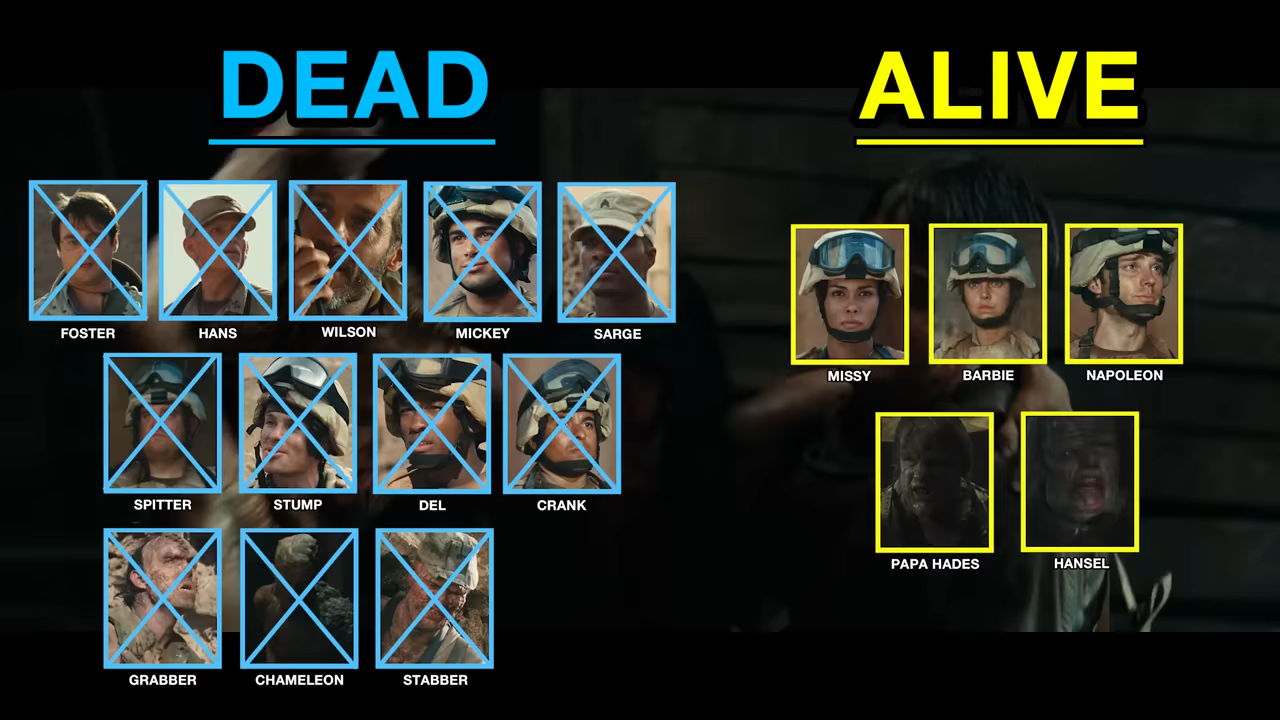 DEAD
ALIVE
FOSTER
HANS
WILSON
MICKEY
SARGE
MISSY
BARBIE
NAPOLEON
SPITTER
STUMP
DEL
CRANK
PAPA HADES
HANSEL
GRABBER
CHAMELEON
STABBER